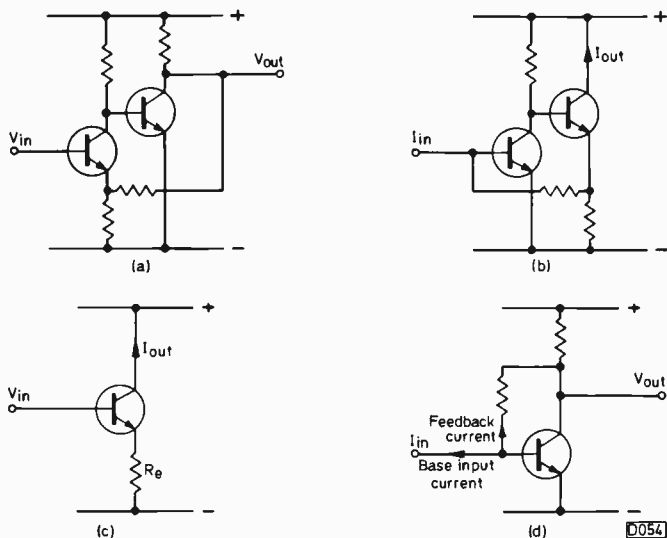 +
Vout
Vin
−
(a)
+
Iout
Iin
−
(b)
+
Iout
Vin
Re
−
(c)
+
Vout
Feedback
current
Iin
Base input
current
−
(d)
D054